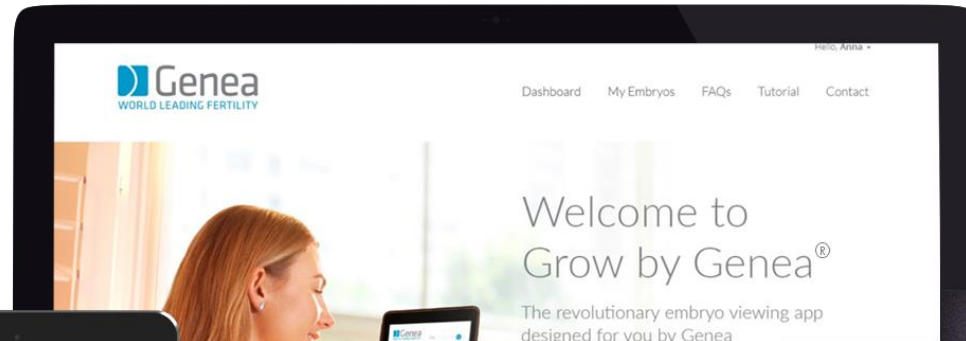 Hello, Anna
Genea
WORLD LEADING FERTILITY
Dashboard My Embryos FAQs Tutorial Contact
Welcome to
Grow by Genea®
The revolutionary embryo viewing app
designed for you by Genea
Genea